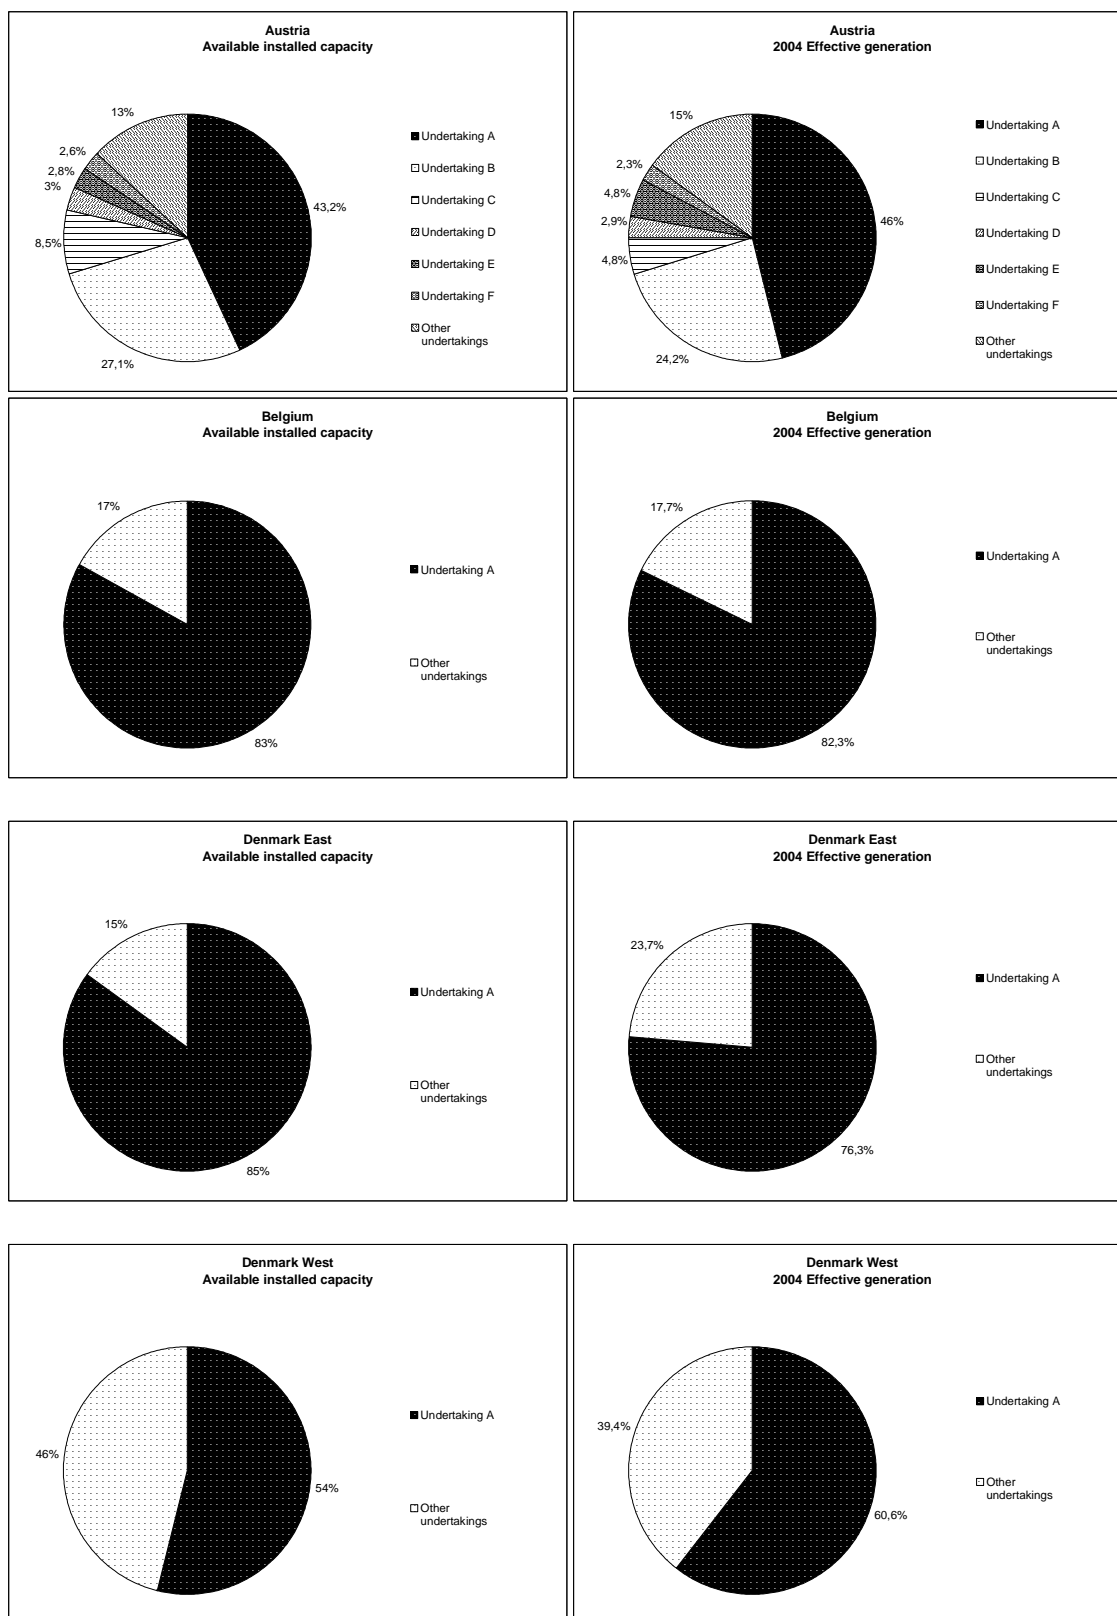 Austria
Available installed capacity
13%
2,6%
2,8%
3%
8,5%
27,1%
43,2%
Undertaking A
Undertaking B
Undertaking C
Undertaking D
Undertaking E
Undertaking F
Other
undertakings
Austria
2004 Effective generation
15%
2,3%
4,8%
2,9%
4,8%
24,2%
46%
Undertaking A
Undertaking B
Undertaking C
Undertaking D
Undertaking E
Undertaking F
Other
undertakings
Belgium
Available installed capacity
17%
83%
Undertaking A
Other
undertakings
Belgium
2004 Effective generation
17,7%
82,3%
Undertaking A
Other
undertakings
Denmark East
Available installed capacity
15%
85%
Undertaking A
Other
undertakings
Denmark East
2004 Effective generation
23,7%
76,3%
Undertaking A
Other
undertakings
Denmark West
Available installed capacity
46%
54%
Undertaking A
Other
undertakings
Denmark West
2004 Effective generation
39,4%
60,6%
Undertaking A
Other
undertakings